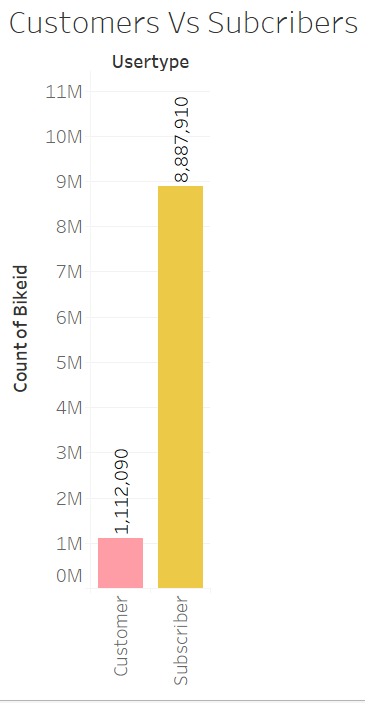 Customers Vs Subcribers
Usertype
11M
10M
9M
8M
7M
6M
5M
4M
3M
2M
1M
0M
Count of Bikeid
1,112,090
8,887,910
Customer
Subscriber